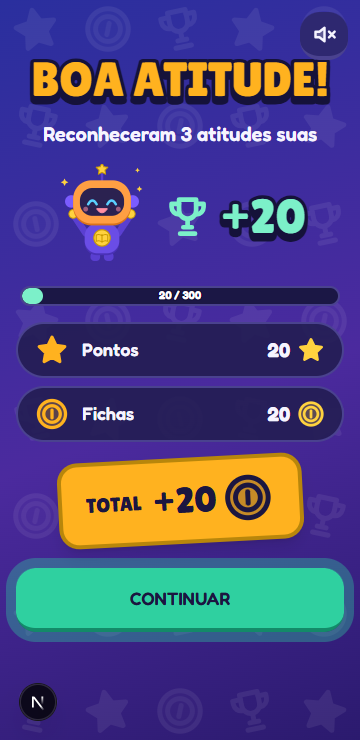 BOA ATITUDE!
Reconheceram 3 atitudes suas
+20
20 / 300
Pontos 20
Fichas 20
TOTAL +20
CONTINUAR
N